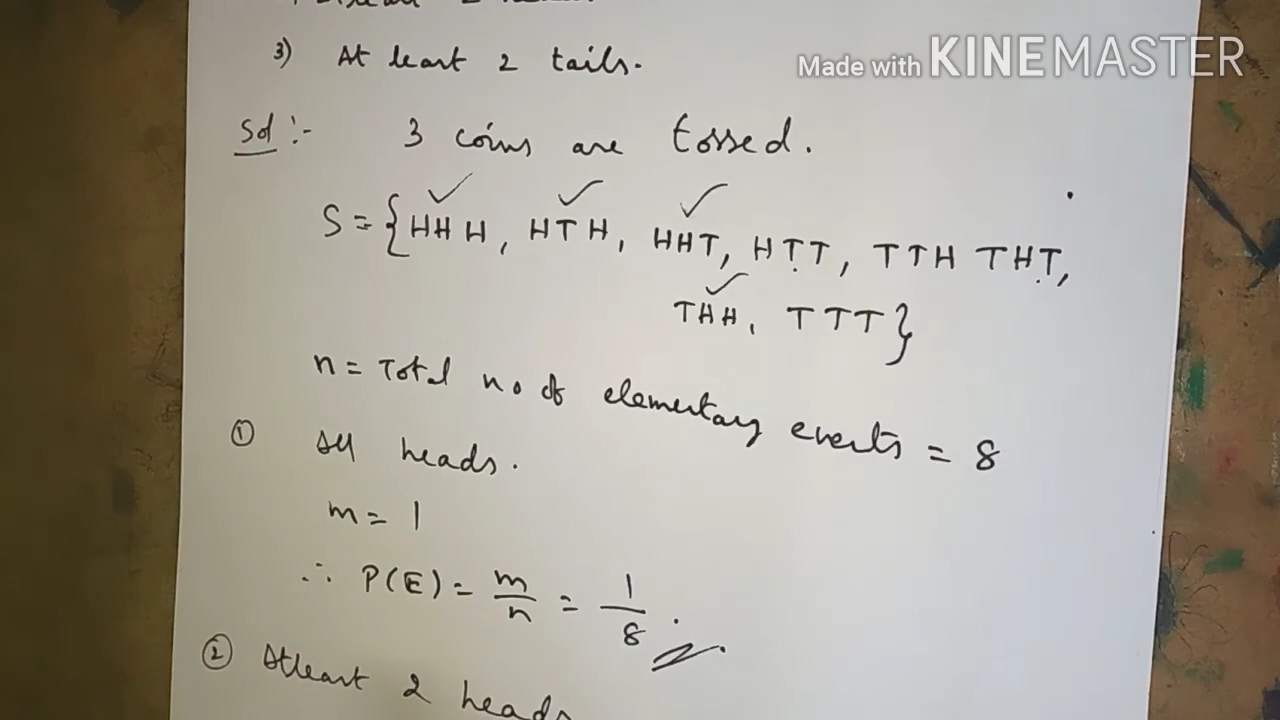 3) At least 2 tails.
Made with KINEMASTER
Sol :- 3 coins are tossed.
S = { HHH, HTH, HHT, HTT, TTH THT,
THH, TTT }
n = Total no of elementary events = 8
① All heads.
m = 1
∴ P(E) = m/n = 1/8.
② Atleast 2 heads